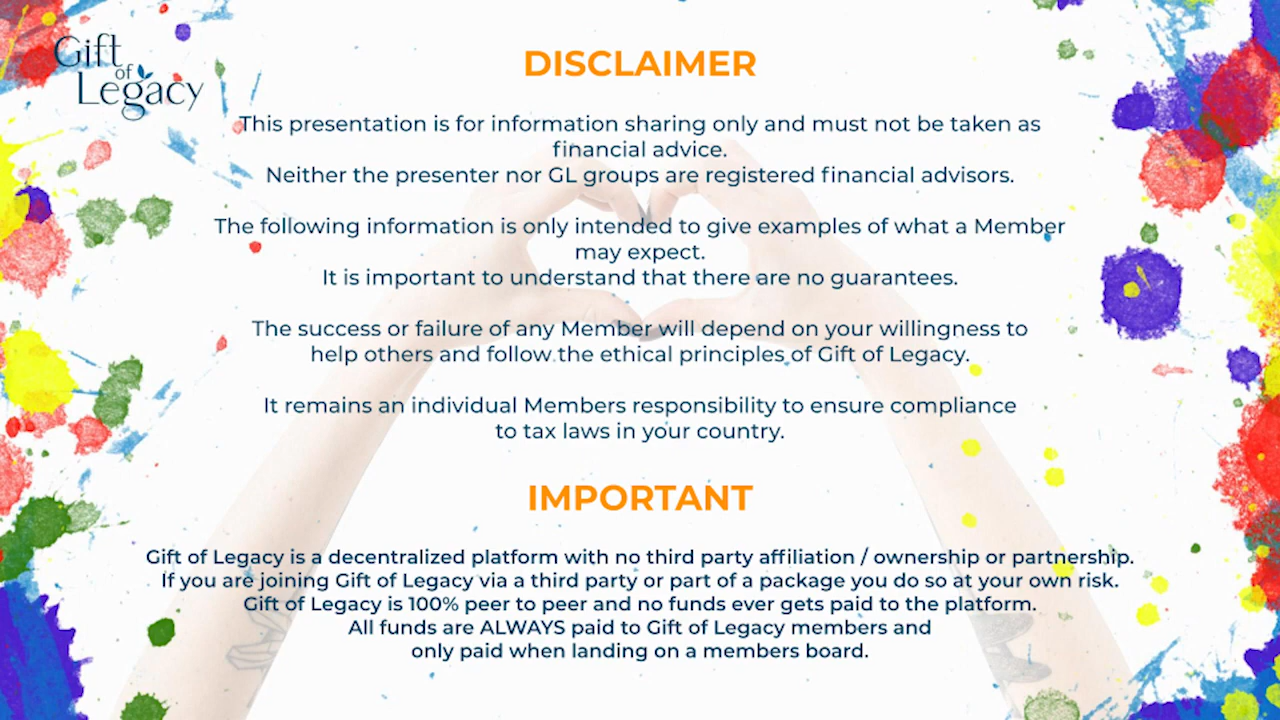 Gift
of
Legacy
DISCLAIMER
This presentation is for information sharing only and must not be taken as
financial advice.
Neither the presenter nor GL groups are registered financial advisors.
The following information is only intended to give examples of what a Member
may expect.
It is important to understand that there are no guarantees.
The success or failure of any Member will depend on your willingness to
help others and follow the ethical principles of Gift of Legacy.
It remains an individual Members responsibility to ensure compliance
to tax laws in your country.
IMPORTANT
Gift of Legacy is a decentralized platform with no third party affiliation / ownership or partnership.
If you are joining Gift of Legacy via a third party or part of a package you do so at your own risk.
Gift of Legacy is 100% peer to peer and no funds ever gets paid to the platform.
All funds are ALWAYS paid to Gift of Legacy members and
only paid when landing on a members board.